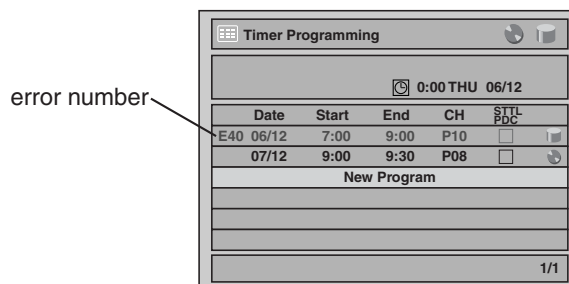 Timer Programming
0:00 THU 06/12
error number
Date Start End CH STTL PDC
E40 06/12 7:00 9:00 P10
07/12 9:00 9:30 P08
New Program
1/1